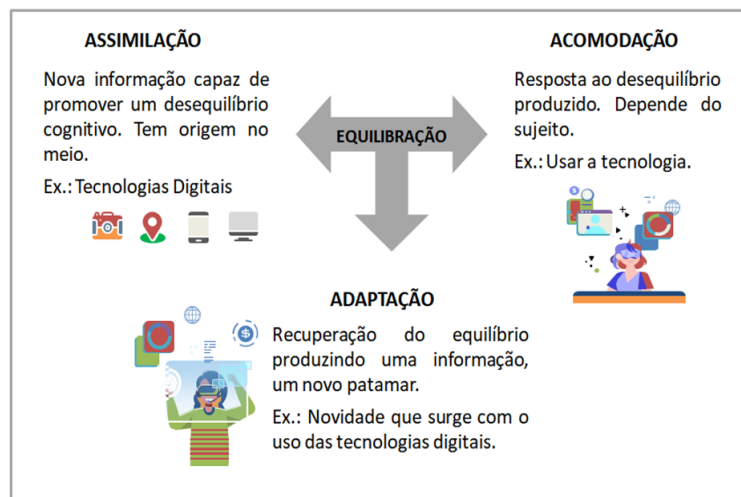 ASSIMILAÇÃO
Nova informação capaz de
promover um desequilíbrio
cognitivo. Tem origem no
meio.
Ex.: Tecnologias Digitais
EQUILIBRAÇÃO
ACOMODAÇÃO
Resposta ao desequilíbrio
produzido. Depende do
sujeito.
Ex.: Usar a tecnologia.
ADAPTAÇÃO
Recuperação do equilíbrio
produzindo uma informação,
um novo patamar.
Ex.: Novidade que surge com o
uso das tecnologias digitais.